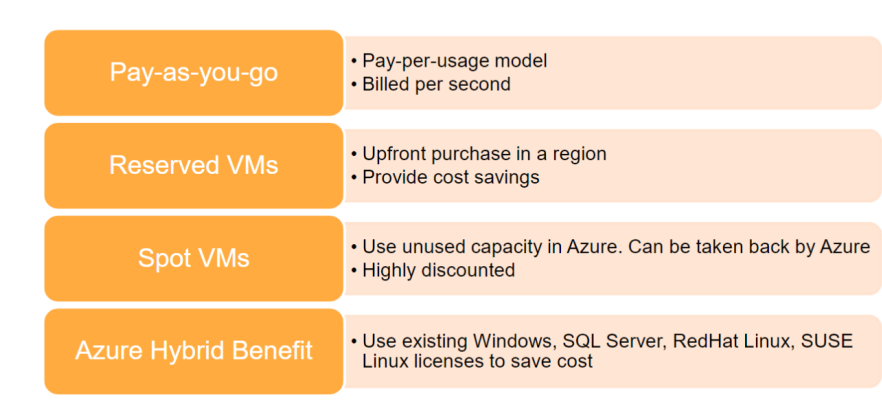 Pay-as-you-go
• Pay-per-usage model
• Billed per second
Reserved VMs
• Upfront purchase in a region
• Provide cost savings
Spot VMs
• Use unused capacity in Azure. Can be taken back by Azure
• Highly discounted
Azure Hybrid Benefit
• Use existing Windows, SQL Server, RedHat Linux, SUSE
Linux licenses to save cost